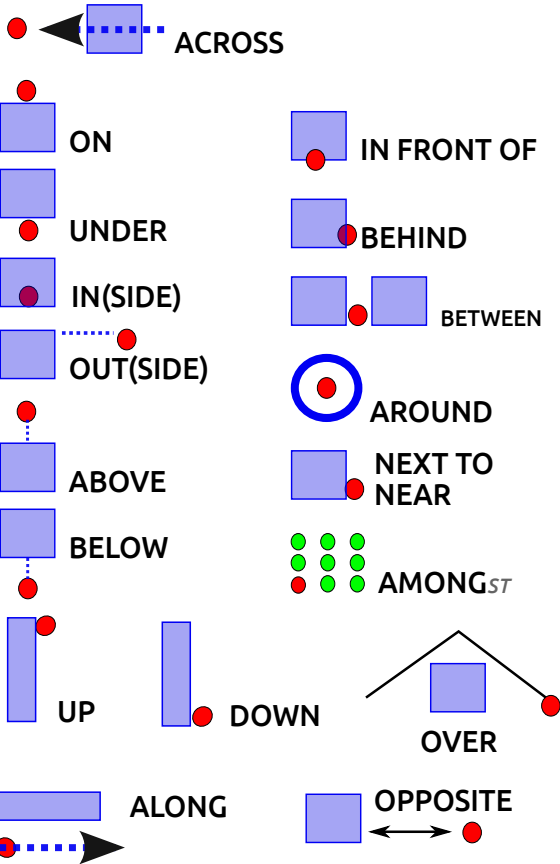 ACROSS
ON
IN FRONT OF
UNDER
BEHIND
IN(SIDE)
BETWEEN
OUT(SIDE)
AROUND
ABOVE
NEXT TO
NEAR
BELOW
AMONGST
UP
DOWN
OVER
ALONG
OPPOSITE